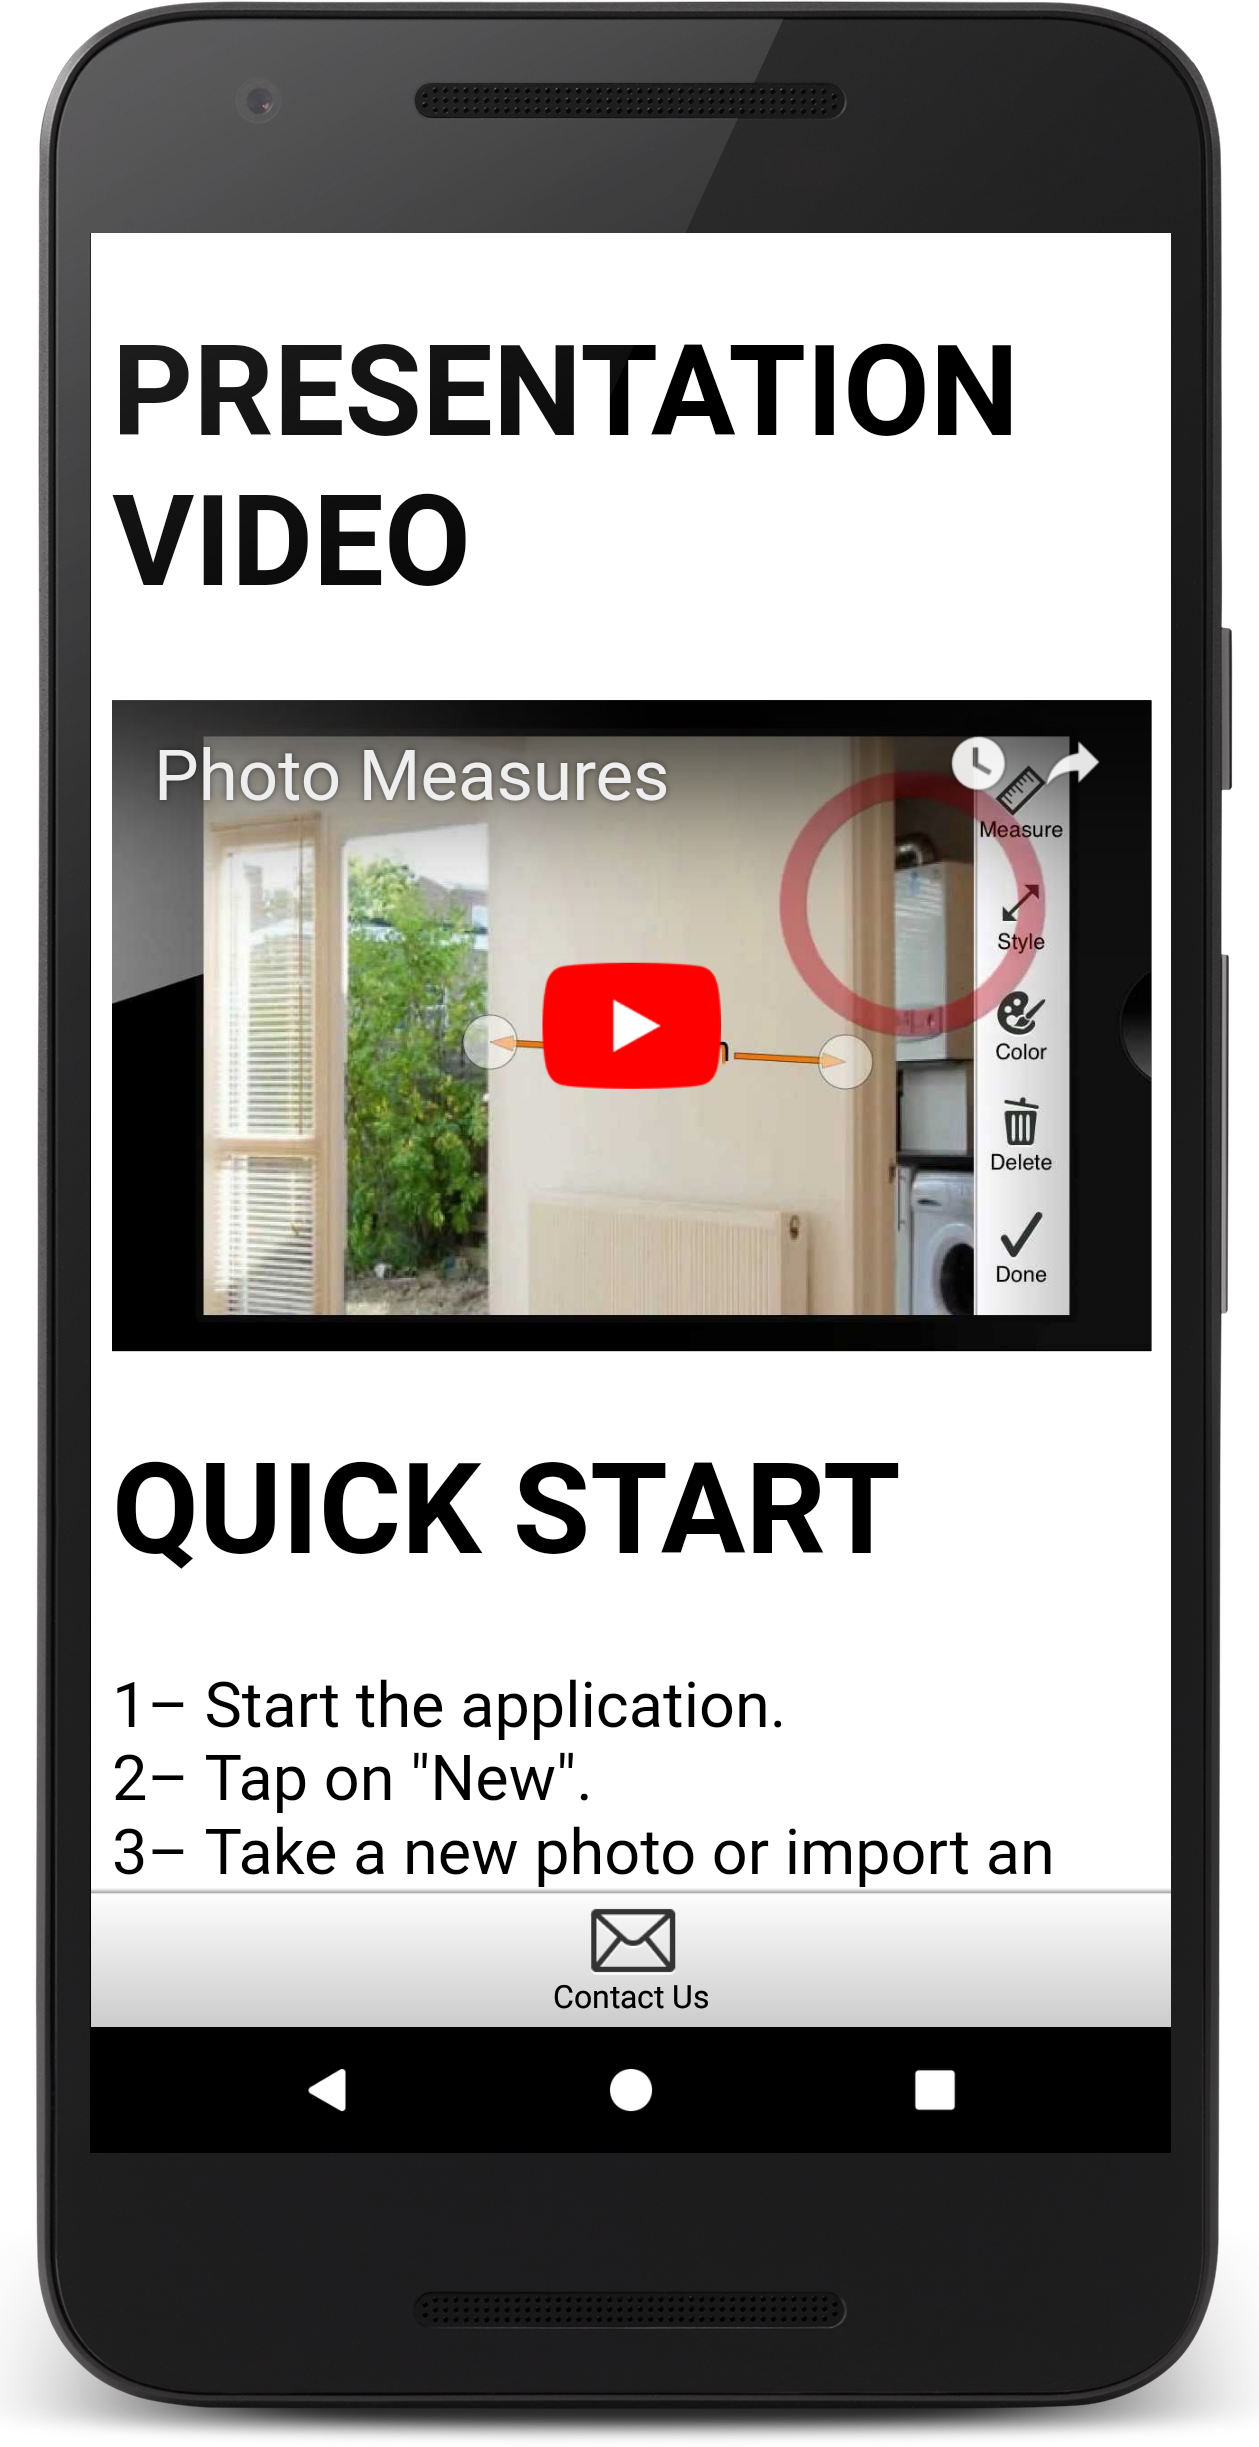 PRESENTATION
VIDEO
Photo Measures
Measure
Style
Color
Delete
Done
QUICK START
1– Start the application.
2– Tap on "New".
3– Take a new photo or import an
Contact Us